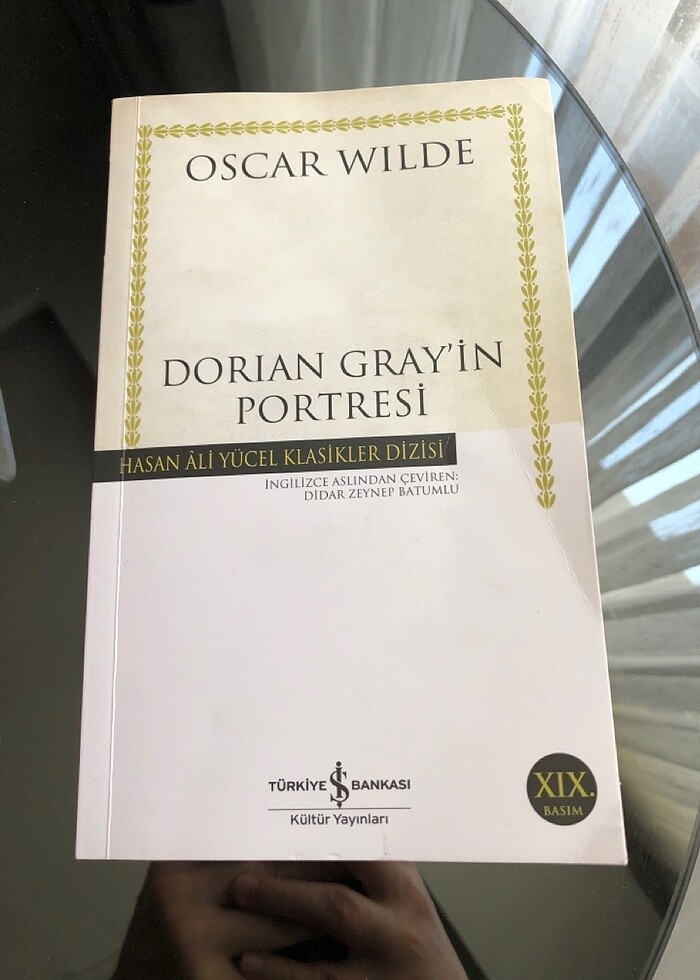 OSCAR WILDE
DORIAN GRAY'İN
PORTRESİ
HASAN ÂLİ YÜCEL KLASİKLER DİZİSİ
İNGİLİZCE ASLINDAN ÇEVİREN:
DİDAR ZEYNEP BATUMLU
XIX.
BASIM
TÜRKİYE İŞ BANKASI
Kültür Yayınları